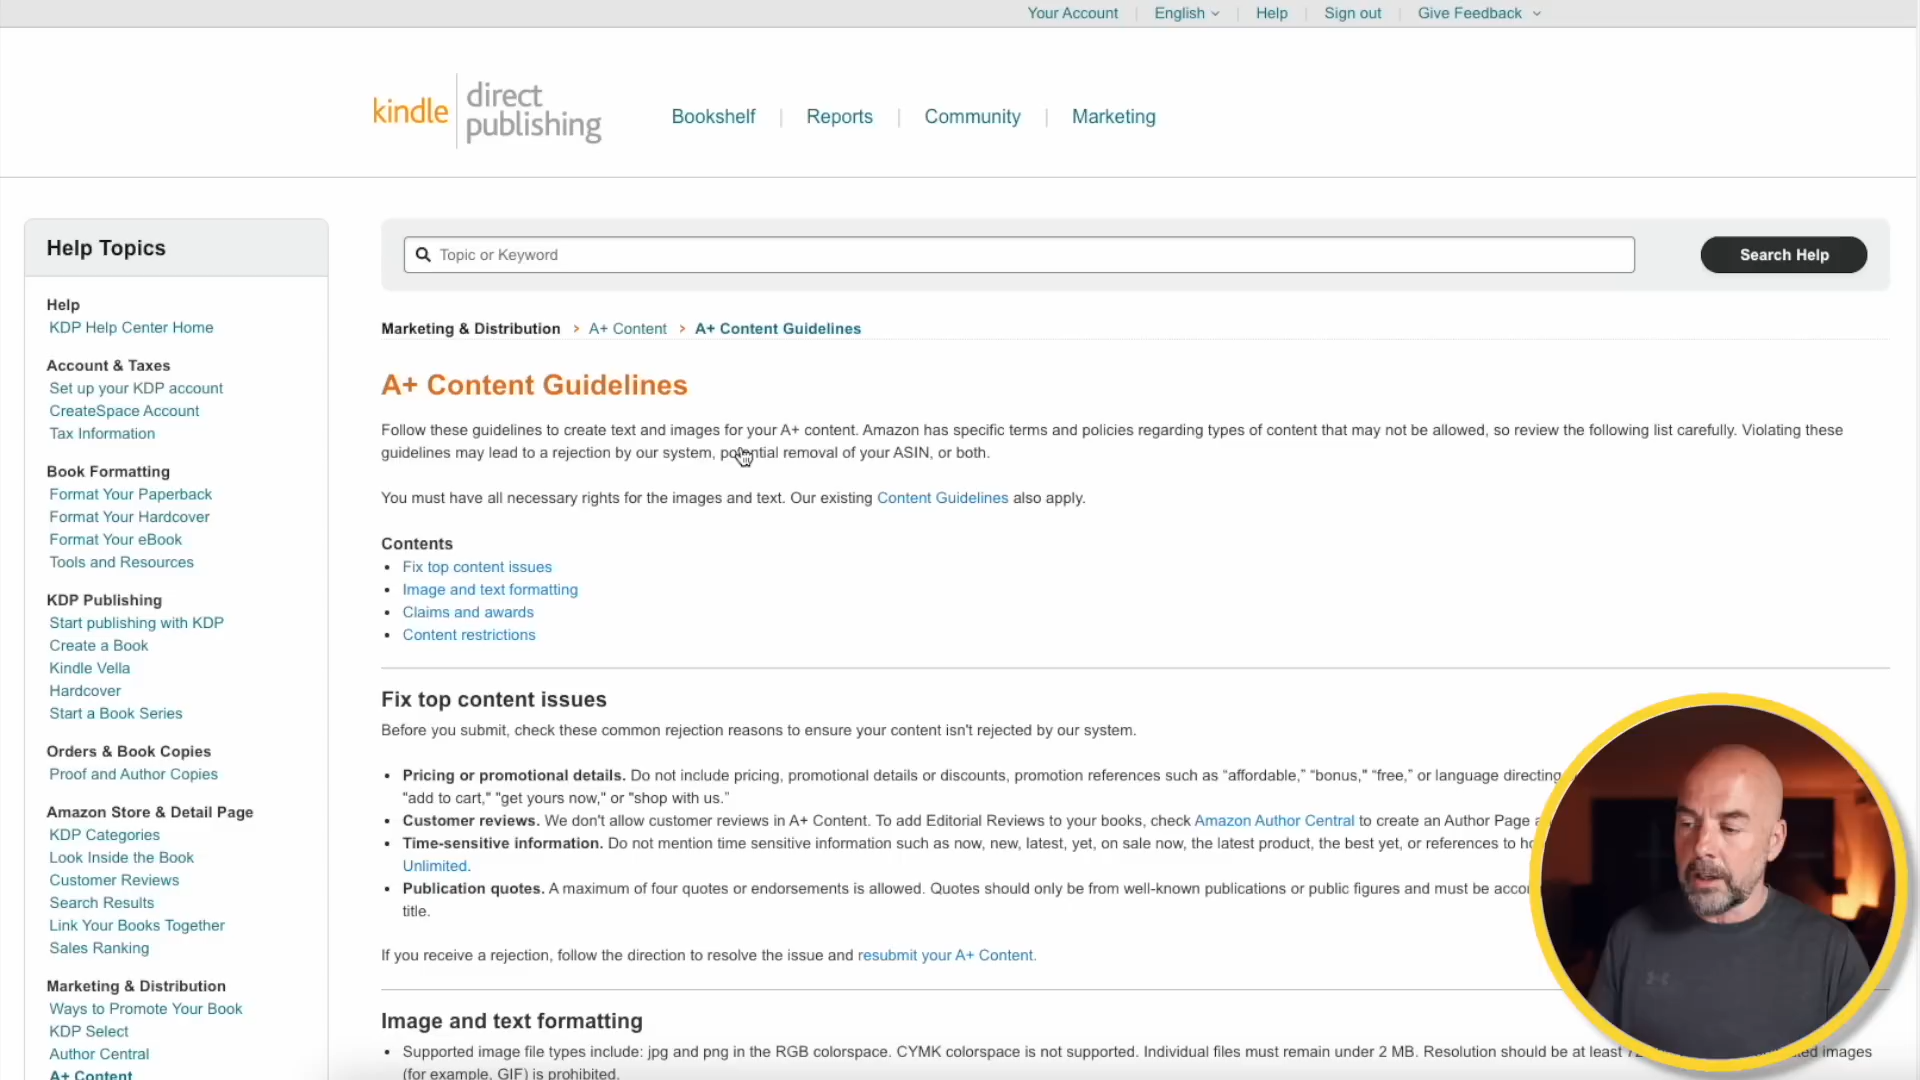 Your Account
English
Help
Sign out
Give Feedback
kindle
direct
publishing
Bookshelf
Reports
Community
Marketing
Help Topics
Help
KDP Help Center Home
Account & Taxes
Set up your KDP account
CreateSpace Account
Tax Information
Book Formatting
Format Your Paperback
Format Your Hardcover
Format Your eBook
Tools and Resources
KDP Publishing
Start publishing with KDP
Create a Book
Kindle Vella
Hardcover
Start a Book Series
Orders & Book Copies
Proof and Author Copies
Amazon Store & Detail Page
KDP Categories
Look Inside the Book
Customer Reviews
Search Results
Link Your Books Together
Sales Ranking
Marketing & Distribution
Ways to Promote Your Book
KDP Select
Author Central
A+ Content
Topic or Keyword
Search Help
Marketing & Distribution > A+ Content > A+ Content Guidelines
A+ Content Guidelines
Follow these guidelines to create text and images for your A+ content. Amazon has specific terms and policies regarding types of content that may not be allowed, so review the following list carefully. Violating these
guidelines may lead to a rejection by our system, potential removal of your ASIN, or both.
You must have all necessary rights for the images and text. Our existing Content Guidelines also apply.
Contents
• Fix top content issues
• Image and text formatting
• Claims and awards
• Content restrictions
Fix top content issues
Before you submit, check these common rejection reasons to ensure your content isn't rejected by our system.
• Pricing or promotional details. Do not include pricing, promotional details or discounts, promotion references such as “affordable,” “bonus," “free,” or language directing
"add to cart," "get yours now," or "shop with us.”
• Customer reviews. We don't allow customer reviews in A+ Content. To add Editorial Reviews to your books, check Amazon Author Central to create an Author Page
• Time-sensitive information. Do not mention time sensitive information such as now, new, latest, yet, on sale now, the latest product, the best yet, or references to
Unlimited.
• Publication quotes. A maximum of four quotes or endorsements is allowed. Quotes should only be from well-known publications or public figures and must be
title.
If you receive a rejection, follow the direction to resolve the issue and resubmit your A+ Content.
Image and text formatting
• Supported image file types include: jpg and png in the RGB colorspace. CYMK colorspace is not supported. Individual files must remain under 2 MB. Resolution should be at least images
(for example, GIF) is prohibited.